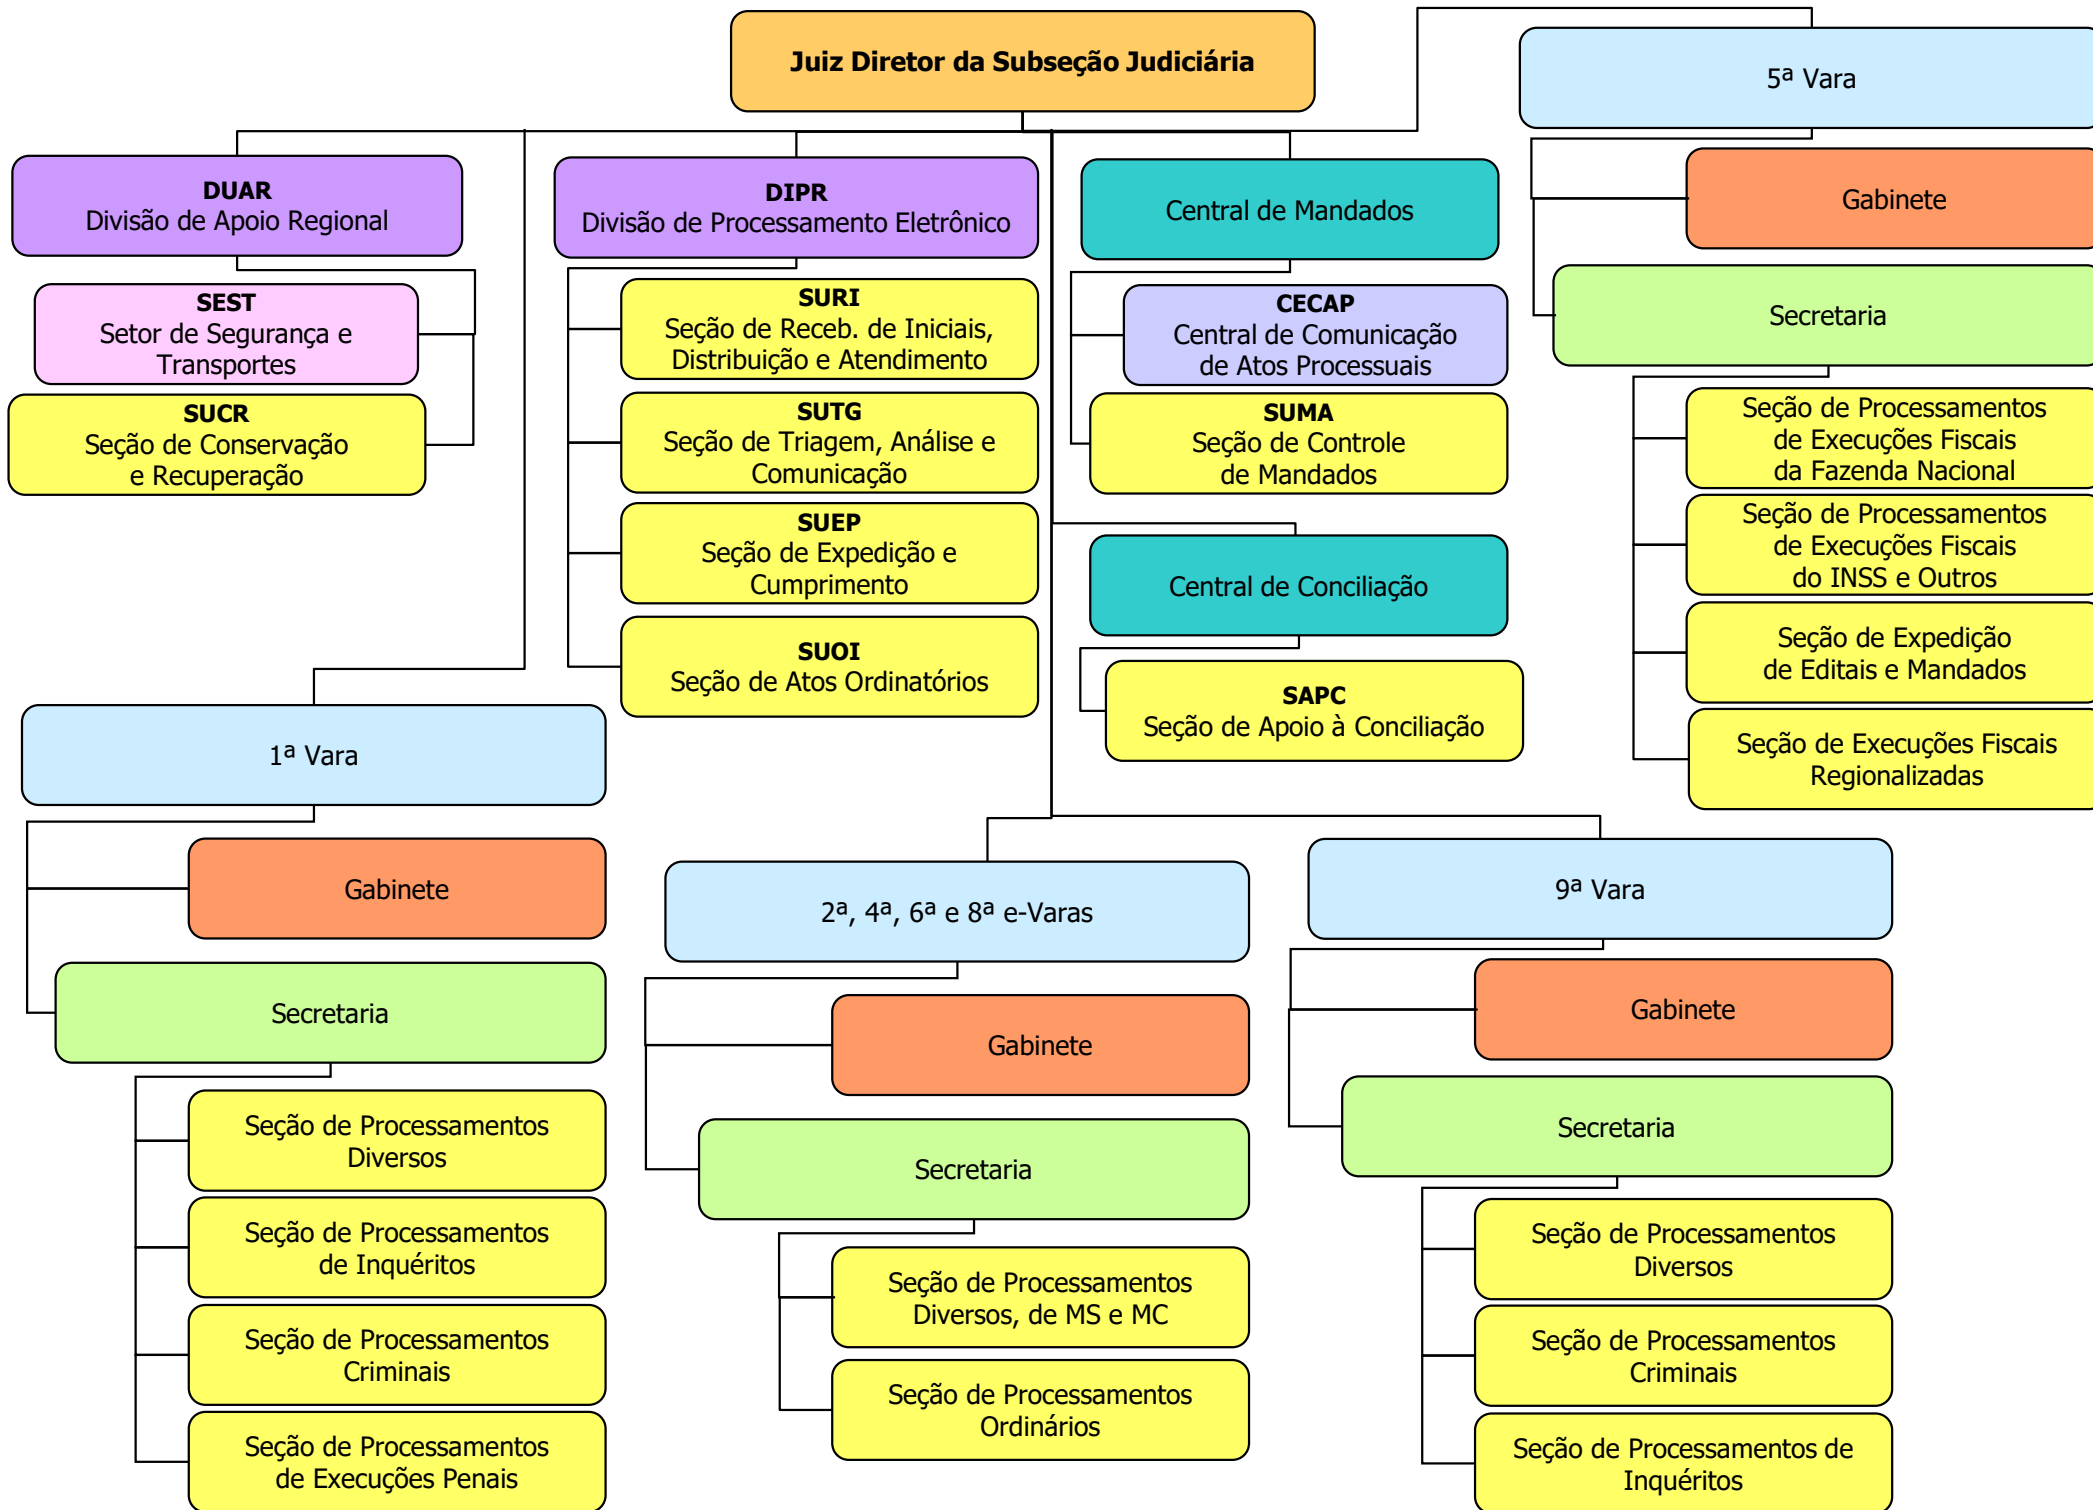 Juiz Diretor da Subseção Judiciária
DUAR
Divisão de Apoio Regional
SEST
Setor de Segurança e
Transportes
SUCR
Seção de Conservação
e Recuperação
DIPR
Divisão de Processamento Eletrônico
SURI
Seção de Receb. de Iniciais,
Distribuição e Atendimento
SUTG
Seção de Triagem, Análise e
Comunicação
SUEP
Seção de Expedição e
Cumprimento
SUOI
Seção de Atos Ordinatórios
Central de Mandados
CECAP
Central de Comunicação
de Atos Processuais
SUMA
Seção de Controle
de Mandados
Central de Conciliação
SAPC
Seção de Apoio à Conciliação
5ª Vara
Gabinete
Secretaria
Seção de Processamentos
de Execuções Fiscais
da Fazenda Nacional
Seção de Processamentos
de Execuções Fiscais
do INSS e Outros
Seção de Expedição
de Editais e Mandados
Seção de Execuções Fiscais
Regionalizadas
1ª Vara
Gabinete
Secretaria
Seção de Processamentos
Diversos
Seção de Processamentos
de Inquéritos
Seção de Processamentos
Criminais
Seção de Processamentos
de Execuções Penais
2ª, 4ª, 6ª e 8ª e-Varas
Gabinete
Secretaria
Seção de Processamentos
Diversos, de MS e MC
Seção de Processamentos
Ordinários
9ª Vara
Gabinete
Secretaria
Seção de Processamentos
Diversos
Seção de Processamentos
Criminais
Seção de Processamentos de
Inquéritos